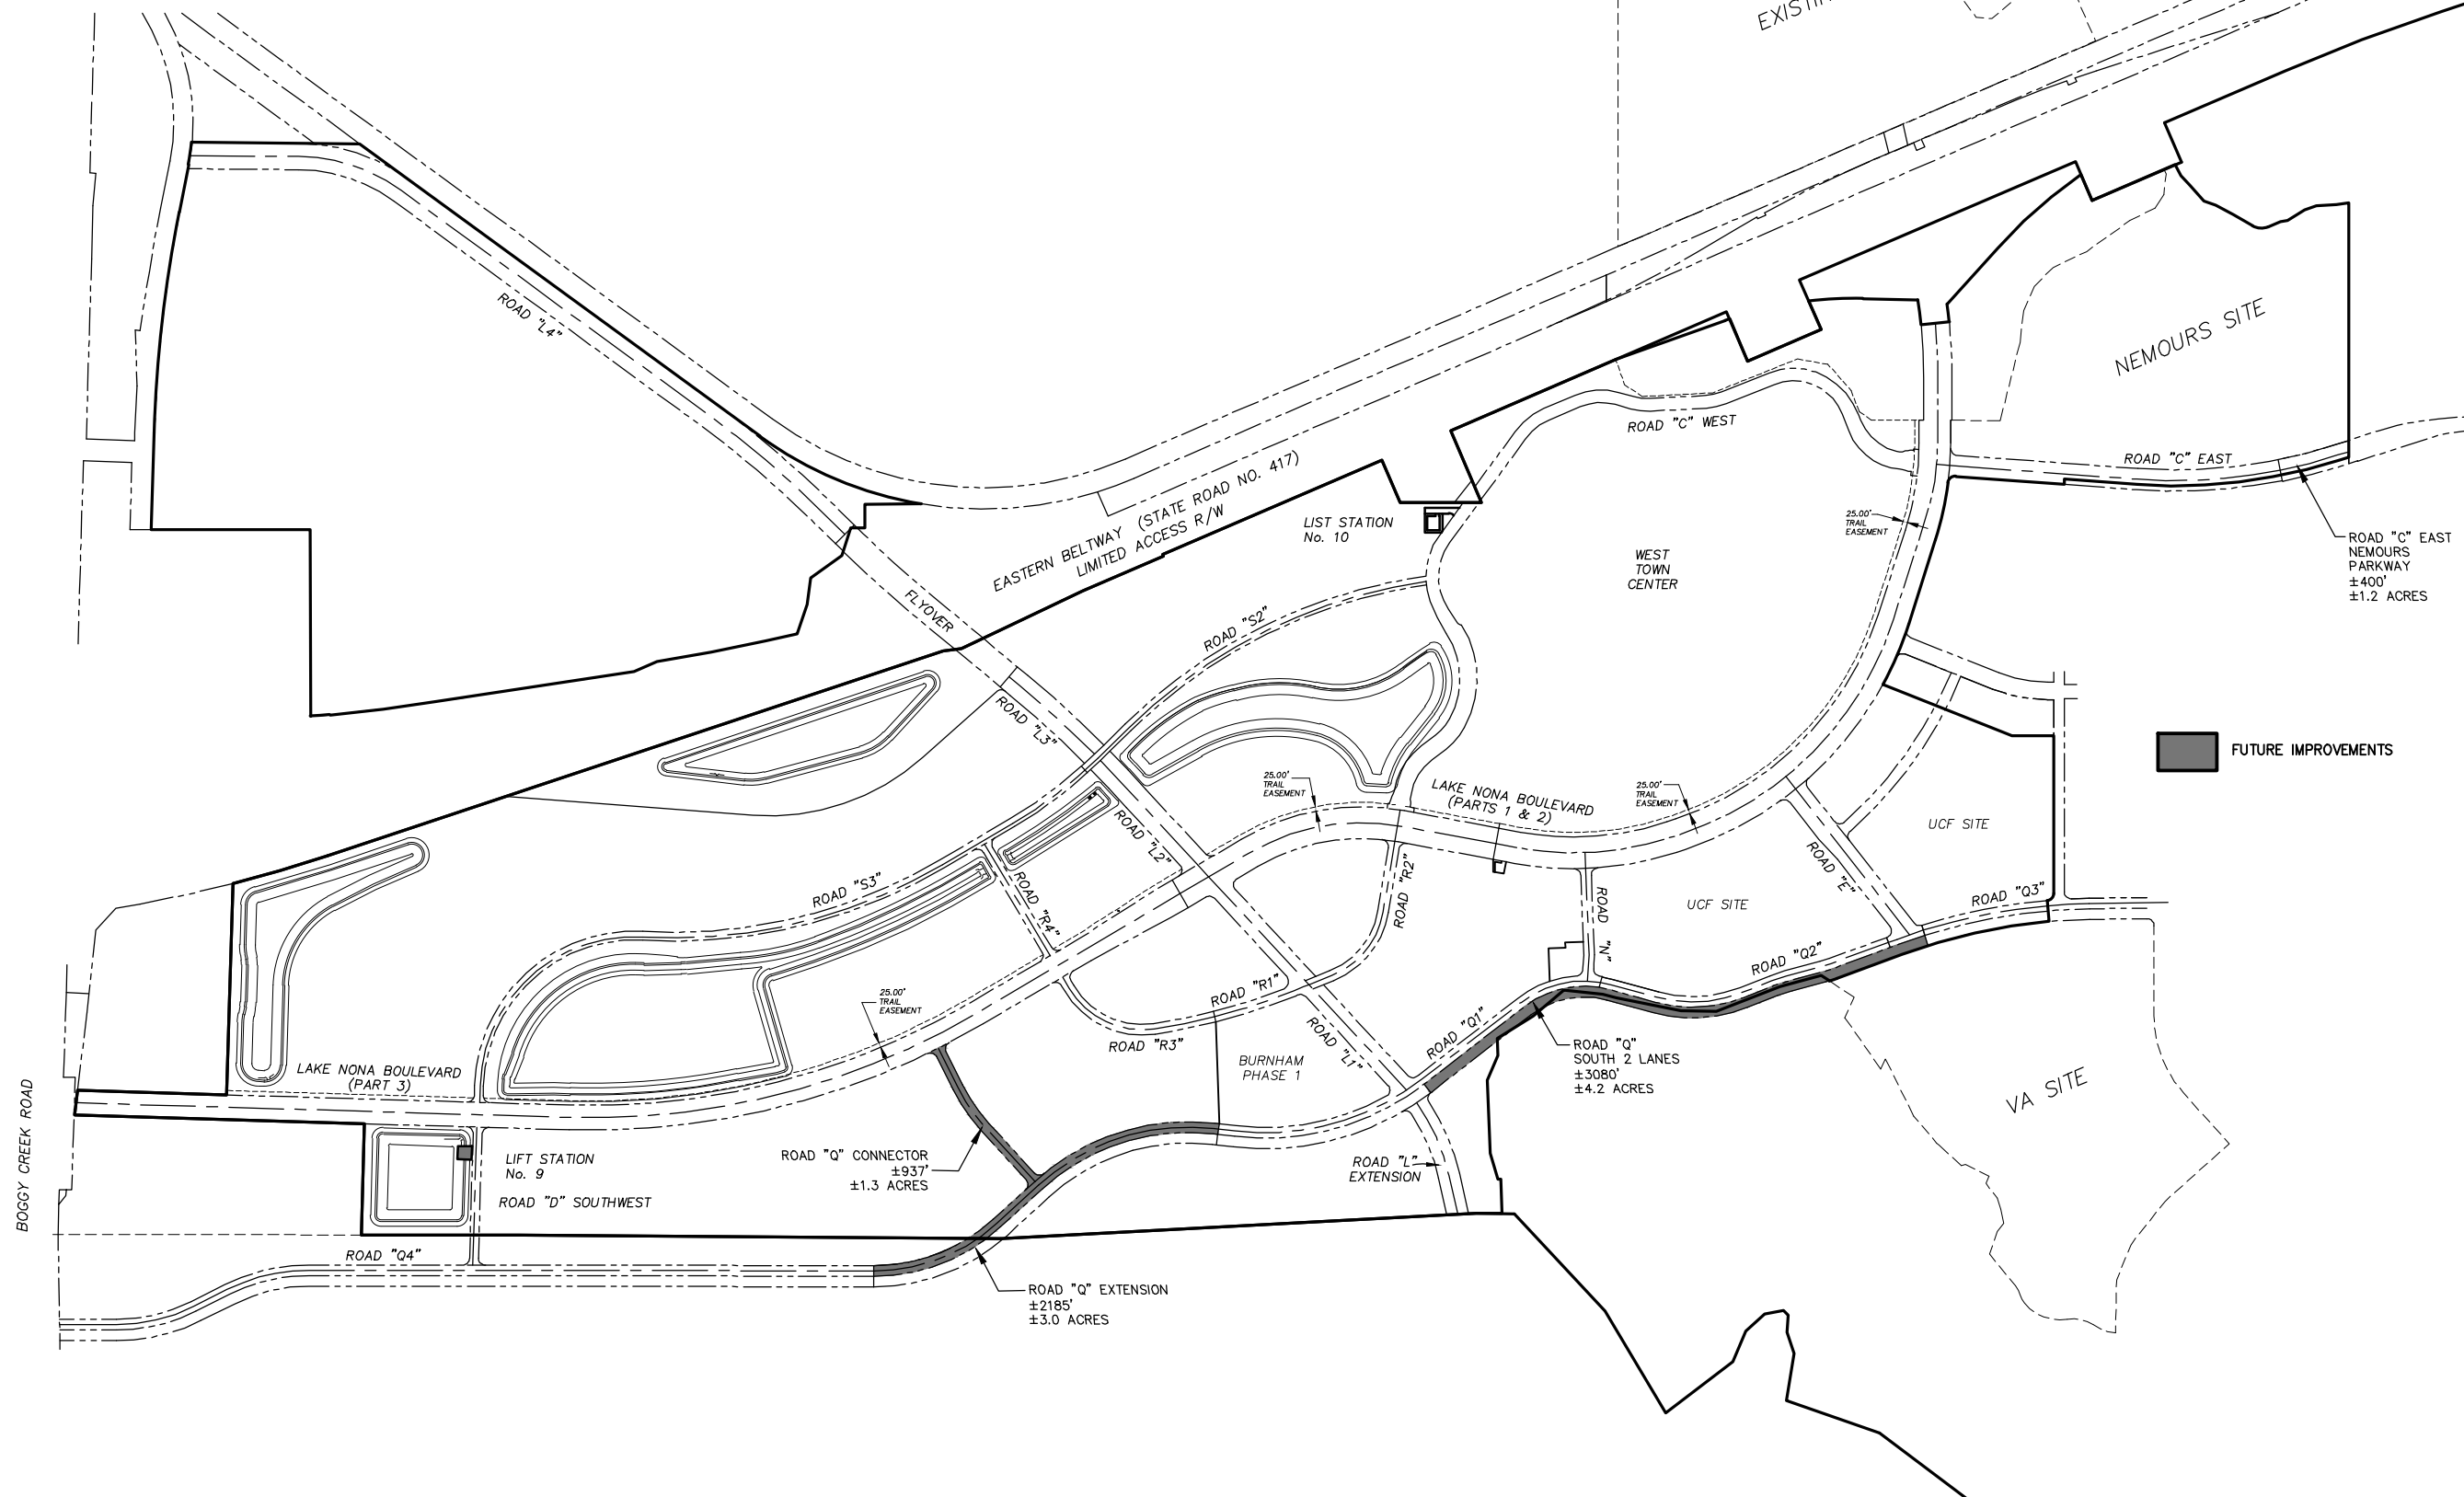 ROAD "L4"
NEMOURS SITE
ROAD "C" WEST
ROAD "C" EAST
EASTERN BELTWAY (STATE ROAD NO. 417)
LIMITED ACCESS R/W
LIST STATION
No. 10
25.00'
TRAIL
EASEMENT
WEST
TOWN
CENTER
ROAD "C" EAST
NEMOURS
PARKWAY
±400'
±1.2 ACRES
FLYOVER
ROAD "S2"
ROAD "L3"
FUTURE IMPROVEMENTS
25.00'
TRAIL
EASEMENT
LAKE NONA BOULEVARD
(PARTS 1 & 2)
25.00'
TRAIL
EASEMENT
ROAD "L2"
UCF SITE
ROAD "E"
ROAD "S3"
ROAD "R4"
ROAD "R2"
ROAD "N"
UCF SITE
ROAD "Q3"
ROAD "Q2"
25.00'
TRAIL
EASEMENT
ROAD "R1"
ROAD "R3"
ROAD "L1"
ROAD "Q1"
ROAD "Q"
SOUTH 2 LANES
±3080'
±4.2 ACRES
BURNHAM
PHASE 1
VA SITE
LAKE NONA BOULEVARD
(PART 3)
BOGGY CREEK ROAD
LIFT STATION
No. 9
ROAD "Q" CONNECTOR
±937'
±1.3 ACRES
ROAD "L"
EXTENSION
ROAD "D" SOUTHWEST
ROAD "Q4"
ROAD "Q" EXTENSION
±2185'
±3.0 ACRES